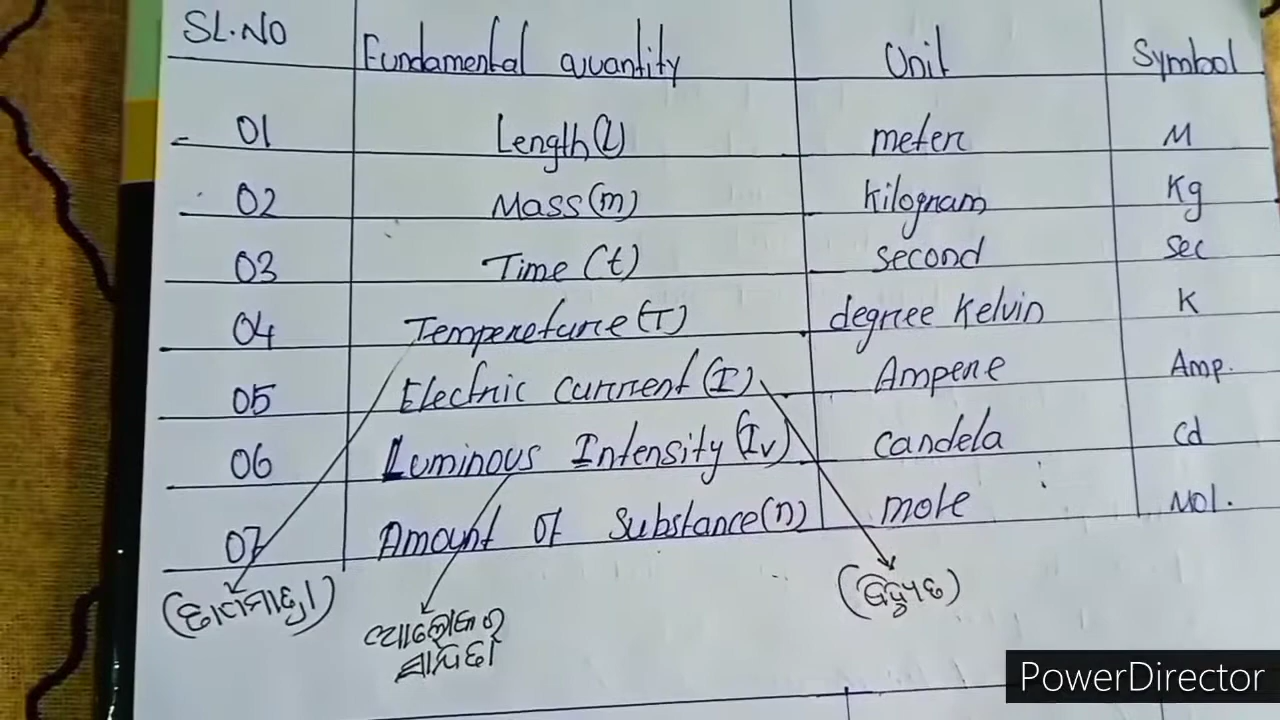 SL.NO Fundamental quantity Unit Symbol
01 Length(L) meter M
02 Mass(m) kilogram Kg
03 Time (t) second sec
04 Temperature(T) degree Kelvin K
05 Electric current(I) Ampere Amp.
06 Luminous Intensity(Iv) candela cd
07 Amount of Substance(n) mole Mol.
PowerDirector